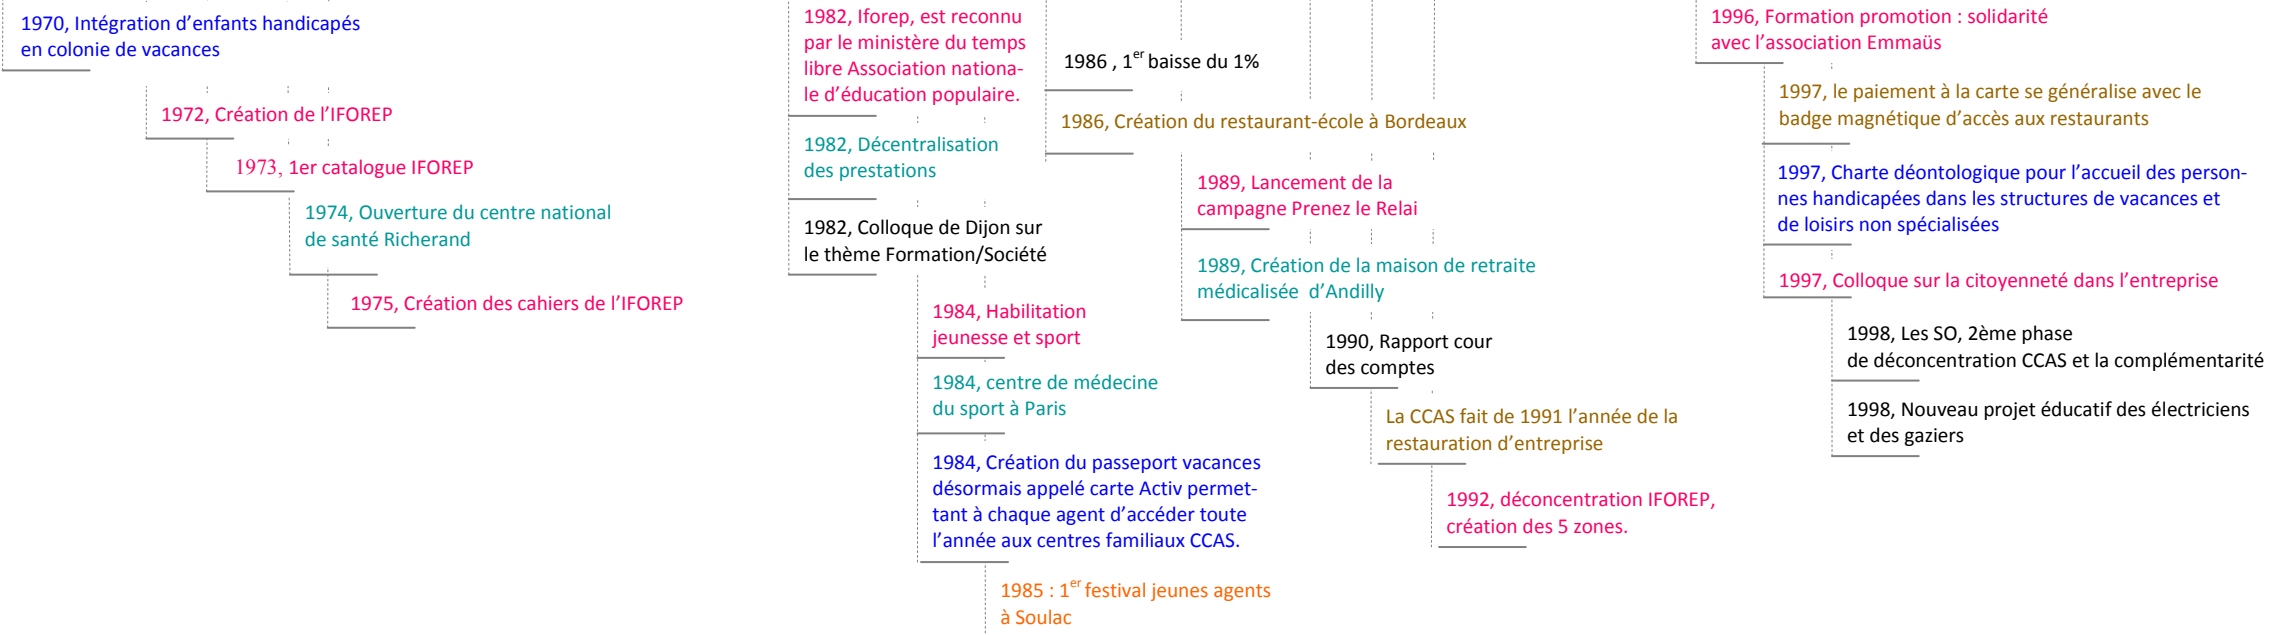 1970, Intégration d’enfants handicapés
en colonie de vacances
1972, Création de l’IFOREP
1973, 1er catalogue IFOREP
1974, Ouverture du centre national
de santé Richerand
1975, Création des cahiers de l’IFOREP
1982, Iforep, est reconnu
par le ministère du temps
libre Association nationa-
le d’éducation populaire.
1982, Décentralisation
des prestations
1982, Colloque de Dijon sur
le thème Formation/Société
1984, Habilitation
jeunesse et sport
1984, centre de médecine
du sport à Paris
1984, Création du passeport vacances
désormais appelé carte Activ permet-
tant à chaque agent d’accéder toute
l’année aux centres familiaux CCAS.
1985 : 1er festival jeunes agents
à Soulac
1986 , 1er baisse du 1%
1986, Création du restaurant-école à Bordeaux
1989, Lancement de la
campagne Prenez le Relai
1989, Création de la maison de retraite
médicalisée d’Andilly
1990, Rapport cour
des comptes
La CCAS fait de 1991 l’année de la
restauration d’entreprise
1992, déconcentration IFOREP,
création des 5 zones.
1996, Formation promotion : solidarité
avec l’association Emmaüs
1997, le paiement à la carte se généralise avec le
badge magnétique d’accès aux restaurants
1997, Charte déontologique pour l’accueil des person-
nes handicapées dans les structures de vacances et
de loisirs non spécialisées
1997, Colloque sur la citoyenneté dans l’entreprise
1998, Les SO, 2ème phase
de déconcentration CCAS et la complémentarité
1998, Nouveau projet éducatif des électriciens
et des gaziers